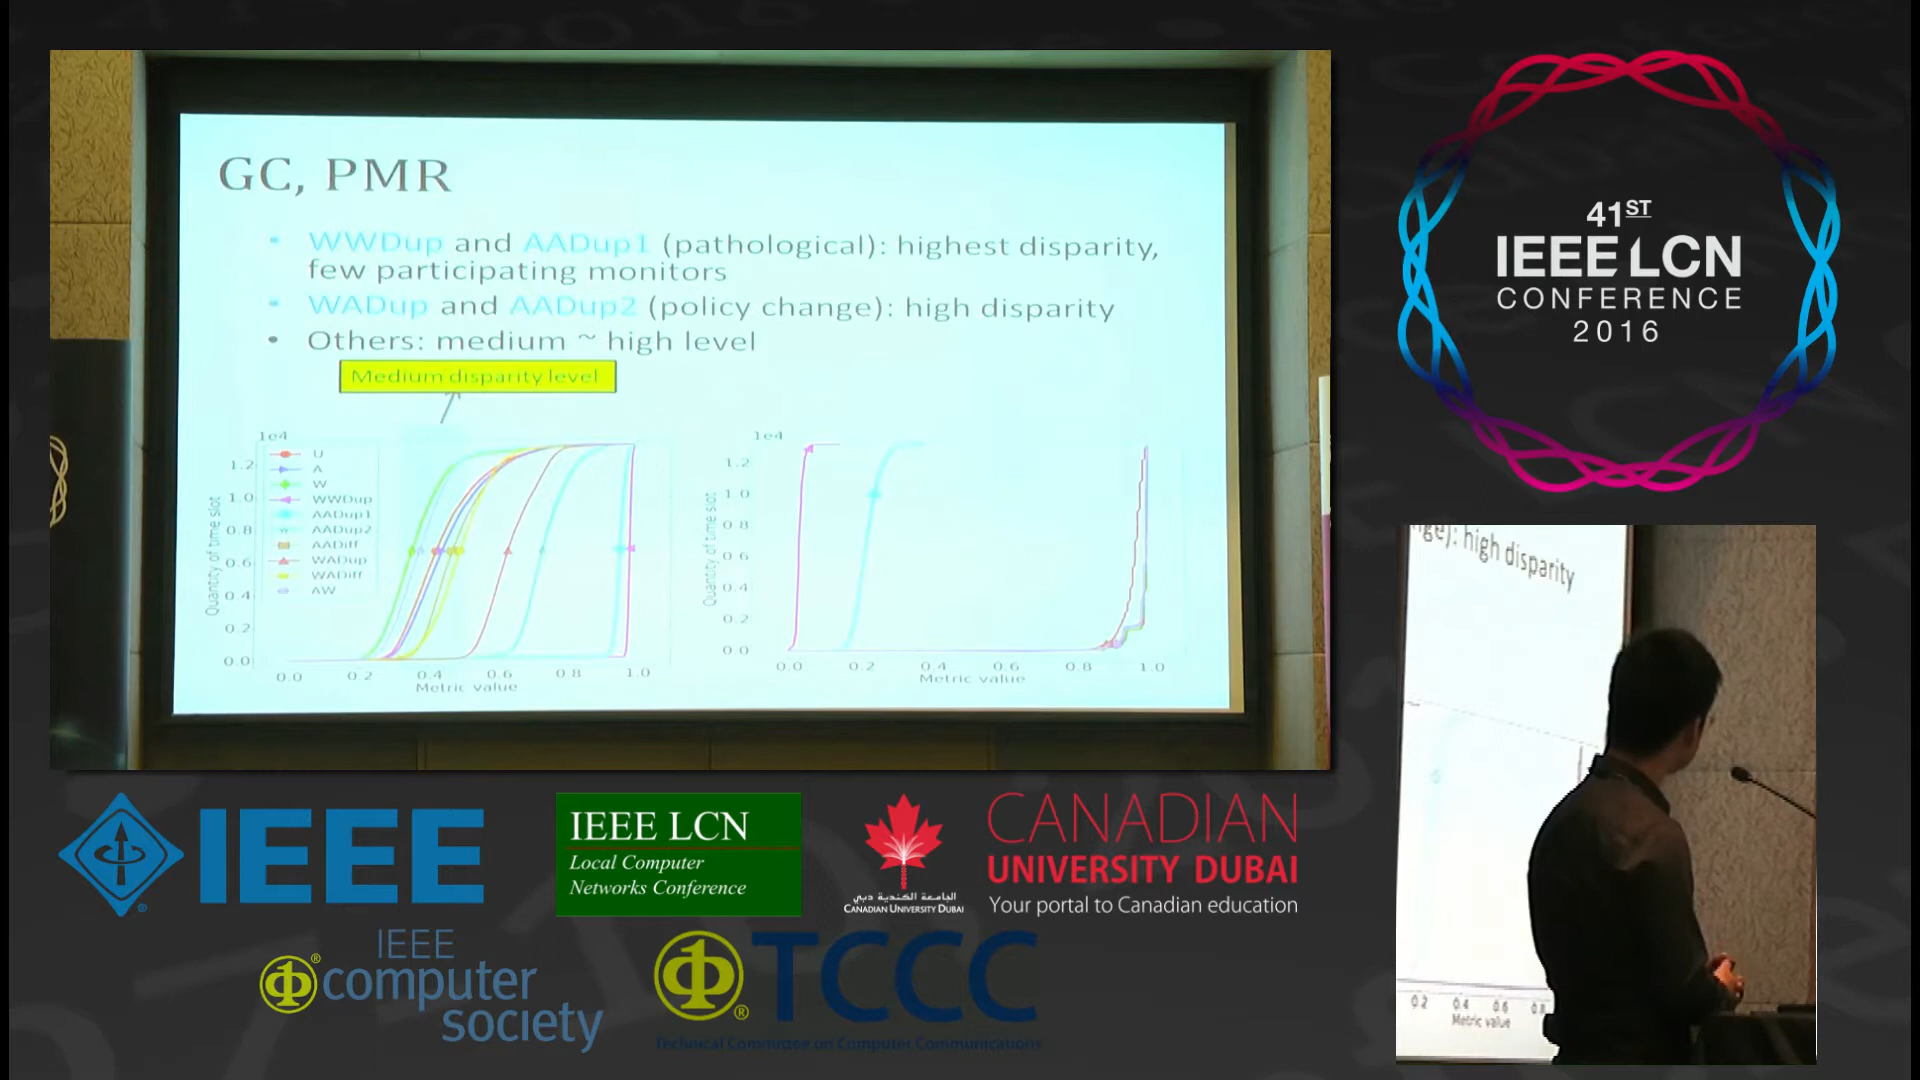 GC, PMR
• WWDup and AADup1 (pathological): highest disparity,
few participating monitors
• WADup and AADup2 (policy change): high disparity
• Others: medium ~ high level
Medium disparity level
1e4
U
A
W
WWDup
AADup1
AADup2
AADiff
WADup
WADiff
AW
1.2
1.0
0.8
0.6
0.4
0.2
0.0
Quantity of time slot
0.0 0.2 0.4 0.6 0.8 1.0
Metric value
1e4
1.2
1.0
0.8
0.6
0.4
0.2
0.0
Quantity of time slot
0.0 0.2 0.4 0.6 0.8 1.0
Metric value
41ST
IEEE LCN
CONFERENCE
2016
nge): high disparity
0.2 0.4 0.6 0.8
Metric value
IEEE
IEEE LCN
Local Computer
Networks Conference
الجامعة الكندية دبي
CANADIAN UNIVERSITY DUBAI
CANADIAN
UNIVERSITY DUBAI
Your portal to Canadian education
IEEE
computer
society
TCCC
Technical Committee on Computer Communications